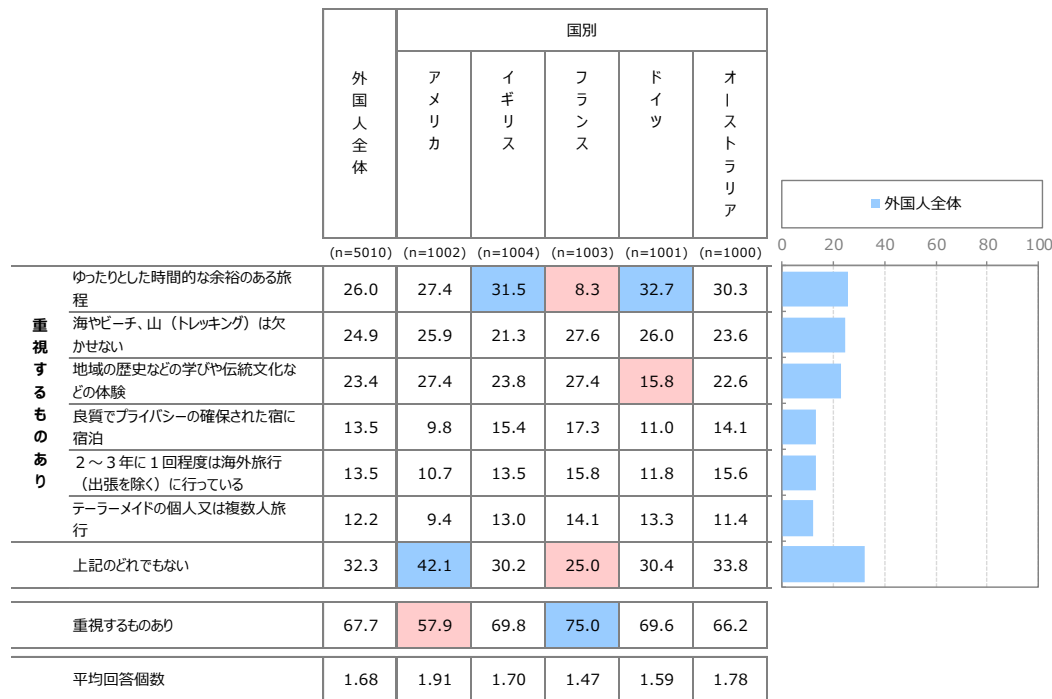 国別
外国人全体
アメリカ
イギリス
フランス
ドイツ
オーストラリア
外国人全体
(n=5010) (n=1002) (n=1004) (n=1003) (n=1001) (n=1000)
0 20 40 60 80 100
重視するものあり
ゆったりとした時間的な余裕のある旅
程
26.0 27.4 31.5 8.3 32.7 30.3
海やビーチ、山（トレッキング）は欠
かせない
24.9 25.9 21.3 27.6 26.0 23.6
地域の歴史などの学びや伝統文化な
どの体験
23.4 27.4 23.8 27.4 15.8 22.6
良質でプライバシーの確保された宿に
宿泊
13.5 9.8 15.4 17.3 11.0 14.1
２～３年に１回程度は海外旅行
（出張を除く）に行っている
13.5 10.7 13.5 15.8 11.8 15.6
テーラーメイドの個人又は複数人旅
行
12.2 9.4 13.0 14.1 13.3 11.4
上記のどれでもない 32.3 42.1 30.2 25.0 30.4 33.8
重視するものあり 67.7 57.9 69.8 75.0 69.6 66.2
平均回答個数 1.68 1.91 1.70 1.47 1.59 1.78